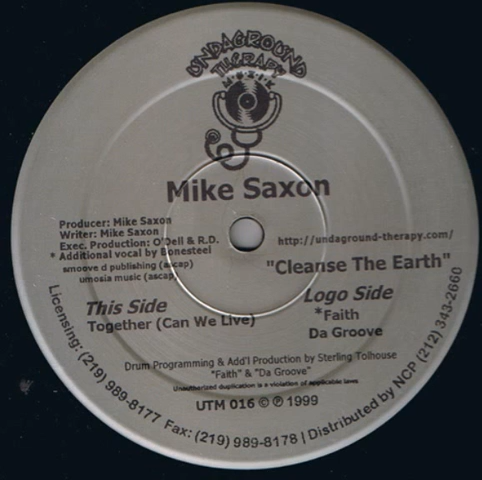 UNDAGROUND
THERAPY
MUZIK
Mike Saxon
Producer: Mike Saxon
Writer: Mike Saxon
Exec. Production: O'Dell & R.D.
* Additional vocal by Bonesteel
smoove d publishing (ascap)
umosia music (ascap)
http://undaground-therapy.com/
"Cleanse The Earth"
This Side
Together (Can We Live)
Logo Side
*Faith
Da Groove
Drum Programming & Add'l Production by Sterling Tolhouse
"Faith" & "Da Groove"
Unauthorized duplication is a violation of applicable laws
UTM 016 © ℗ 1999
Licensing: (219) 989-8177 Fax: (219) 989-8178 | Distributed by NCP (212) 343-2660